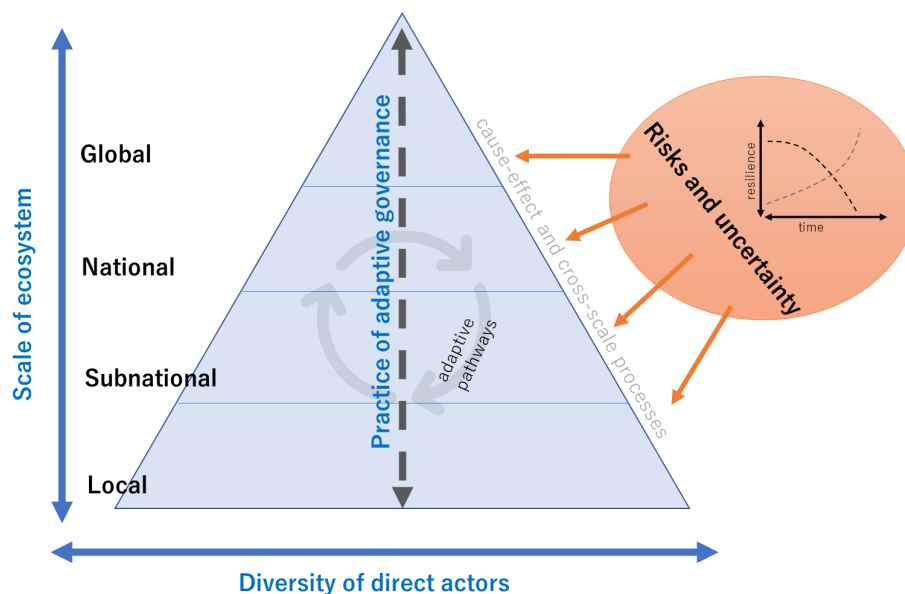 Scale of ecosystem
Global
National
Subnational
Local
Practice of adaptive governance
adaptive
pathways
cause-effect and cross-scale processes
Risks and uncertainty
resilience
time
Diversity of direct actors